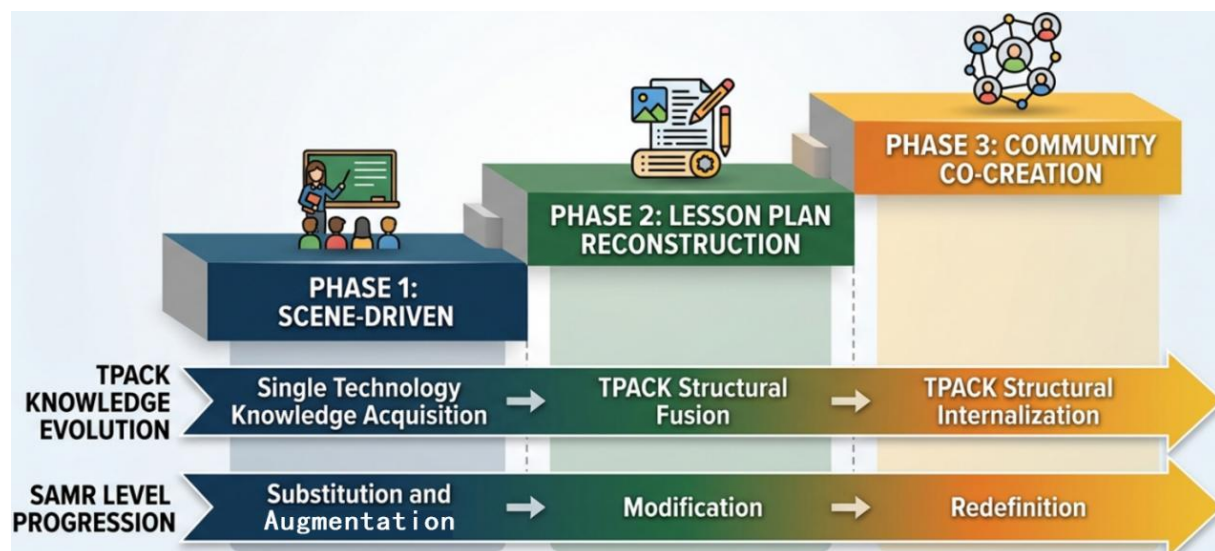 PHASE 3: COMMUNITY
CO-CREATION
PHASE 2: LESSON PLAN
RECONSTRUCTION
PHASE 1:
SCENE-DRIVEN
TPACK
KNOWLEDGE
EVOLUTION
Single Technology
Knowledge Acquisition
TPACK Structural
Fusion
TPACK Structural
Internalization
SAMR LEVEL
PROGRESSION
Substitution and
Augmentation
Modification
Redefinition